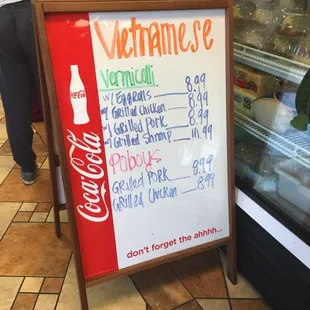 Vietnamese
Vermicelli
w/ Eggrolls 8.99
w/ Grilled Chicken 8.99
w/ Grilled Pork 8.99
w/ Grilled Shrimp 10.99
Poboys
Grilled Pork 8.99
Grilled Chicken 8.99
Coca-Cola
don't forget the ahhhh...